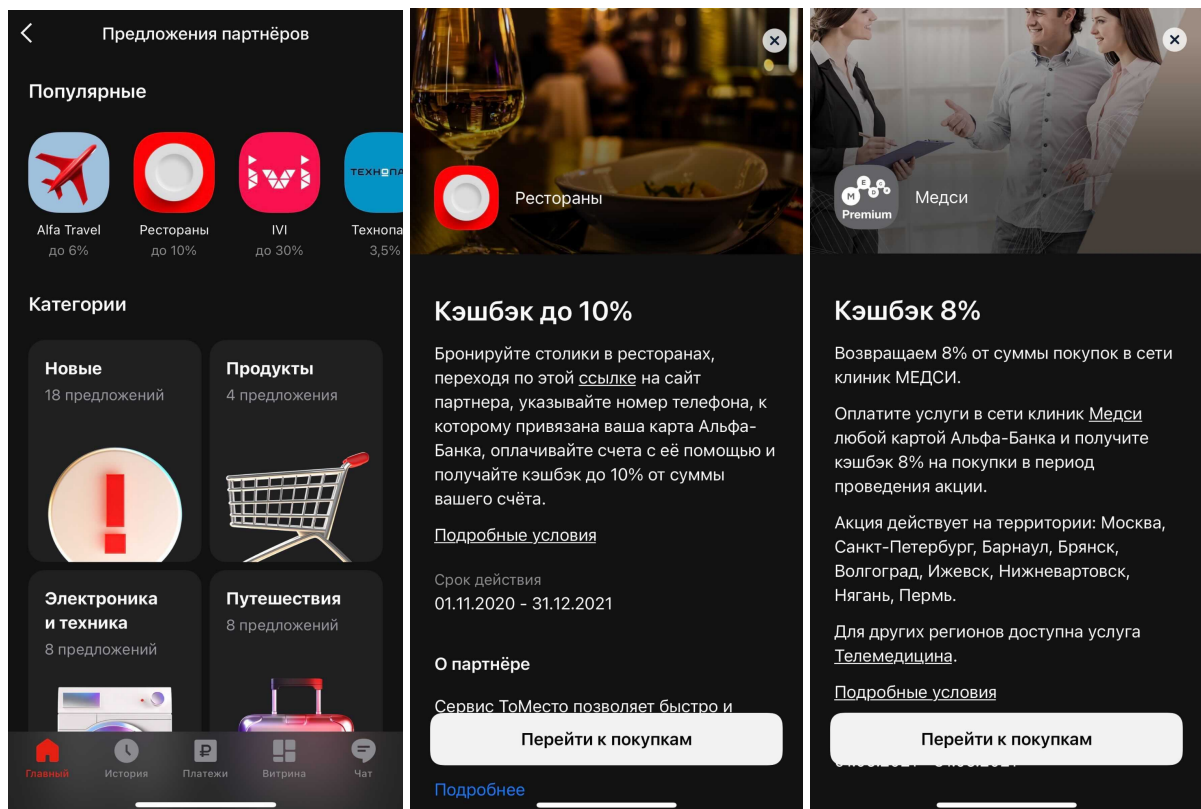 Предложения партнёров
Популярные
ТЕХНОПА
Alfa Travel
до 6%
Рестораны
до 10%
ivi
IVI
до 30%
Технопа
3,5%
Категории
Новые
18 предложений
Продукты
4 предложения
Электроника
и техника
8 предложений
Путешествия
8 предложений
Главный
История
Платежи
Витрина
Чат
Рестораны
Кэшбэк до 10%
Бронируйте столики в ресторанах,
переходя по этой ссылке на сайт
партнера, указывайте номер телефона, к
которому привязана ваша карта Альфа-
Банка, оплачивайте счета с её помощью и
получайте кэшбэк до 10% от суммы
вашего счёта.
Подробные условия
Срок действия
01.11.2020 - 31.12.2021
О партнёре
Сервис ТоМесто позволяет быстро и
Перейти к покупкам
Подробнее
Premium
Медси
Кэшбэк 8%
Возвращаем 8% от суммы покупок в сети
клиник МЕДСИ.
Оплатите услуги в сети клиник Медси
любой картой Альфа-Банка и получите
кэшбэк 8% на покупки в период
проведения акции.
Акция действует на территории: Москва,
Санкт-Петербург, Барнаул, Брянск,
Волгоград, Ижевск, Нижневартовск,
Нягань, Пермь.
Для других регионов доступна услуга
Телемедицина.
Подробные условия
Перейти к покупкам